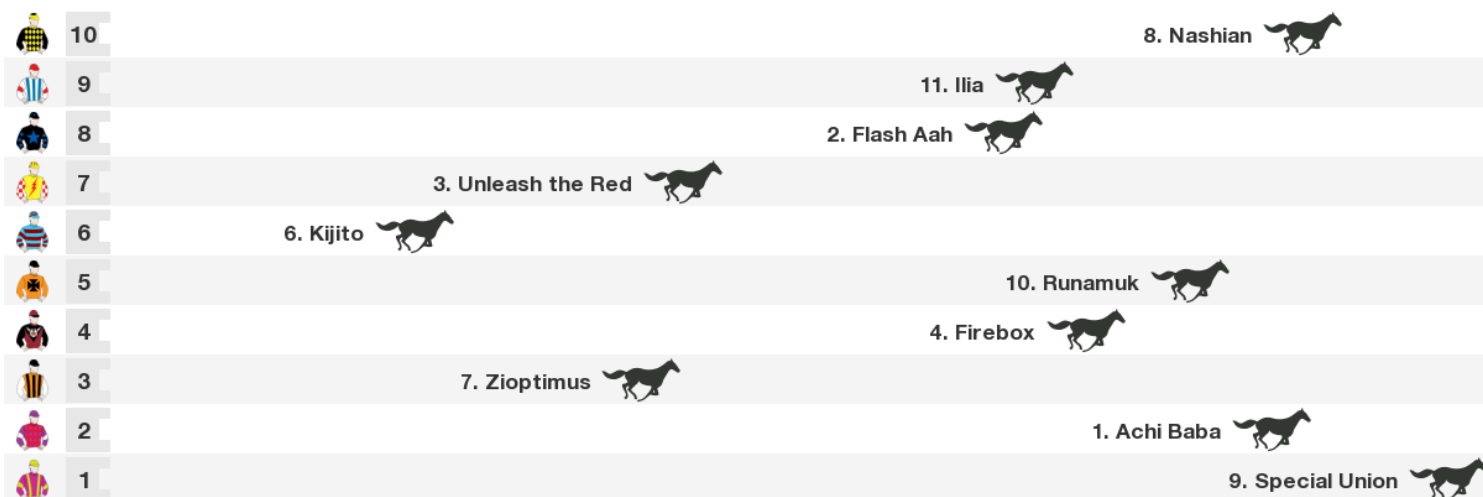 10 8. Nashian
9 11. Ilia
8 2. Flash Aah
7 3. Unleash the Red
6 6. Kijito
5 10. Runamuk
4 4. Firebox
3 7. Zioptimus
2 1. Achi Baba
1 9. Special Union